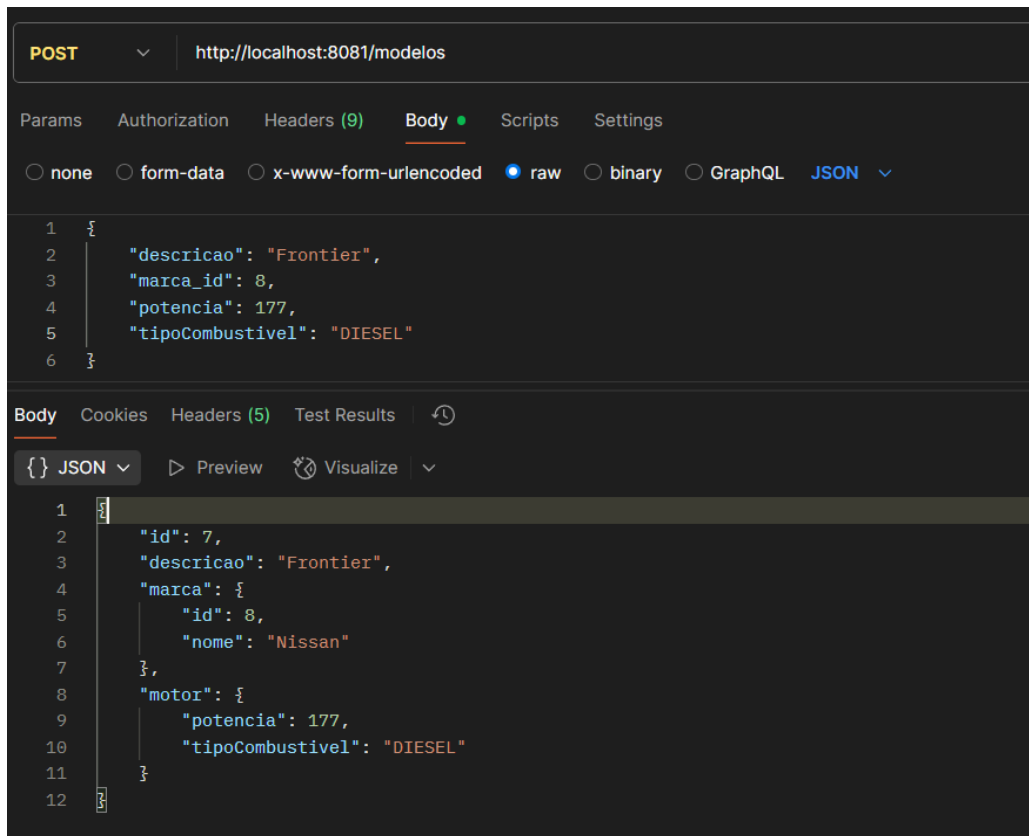 POST http://localhost:8081/modelos
Params Authorization Headers (9) Body Scripts Settings
none form-data x-www-form-urlencoded raw binary GraphQL JSON
1 {
2 "descricao": "Frontier",
3 "marca_id": 8,
4 "potencia": 177,
5 "tipoCombustivel": "DIESEL"
6 }
Body Cookies Headers (5) Test Results
{} JSON Preview Visualize
1 {
2 "id": 7,
3 "descricao": "Frontier",
4 "marca": {
5 "id": 8,
6 "nome": "Nissan"
7 },
8 "motor": {
9 "potencia": 177,
10 "tipoCombustivel": "DIESEL"
11 }
12 }